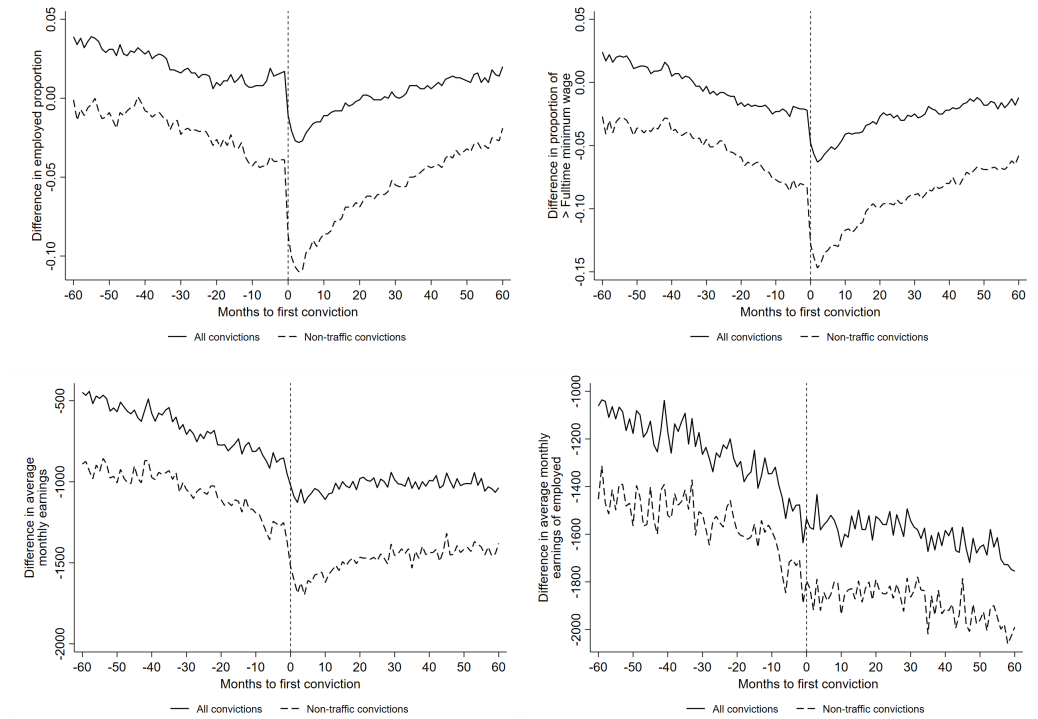 Difference in employed proportion
0.05
0.00
-0.05
-0.10
-60 -50 -40 -30 -20 -10 0 10 20 30 40 50 60
Months to first conviction
All convictions Non-traffic convictions
Difference in proportion of
> Fulltime minimum wage
0.05
0.00
-0.05
-0.10
-0.15
-60 -50 -40 -30 -20 -10 0 10 20 30 40 50 60
Months to first conviction
All convictions Non-traffic convictions
Difference in average
monthly earnings
-500
-1000
-1500
-2000
-60 -50 -40 -30 -20 -10 0 10 20 30 40 50 60
Months to first conviction
All convictions Non-traffic convictions
Difference in average monthly
earnings of employed
-1000
-1200
-1400
-1600
-1800
-2000
-60 -50 -40 -30 -20 -10 0 10 20 30 40 50 60
Months to first conviction
All convictions Non-traffic convictions